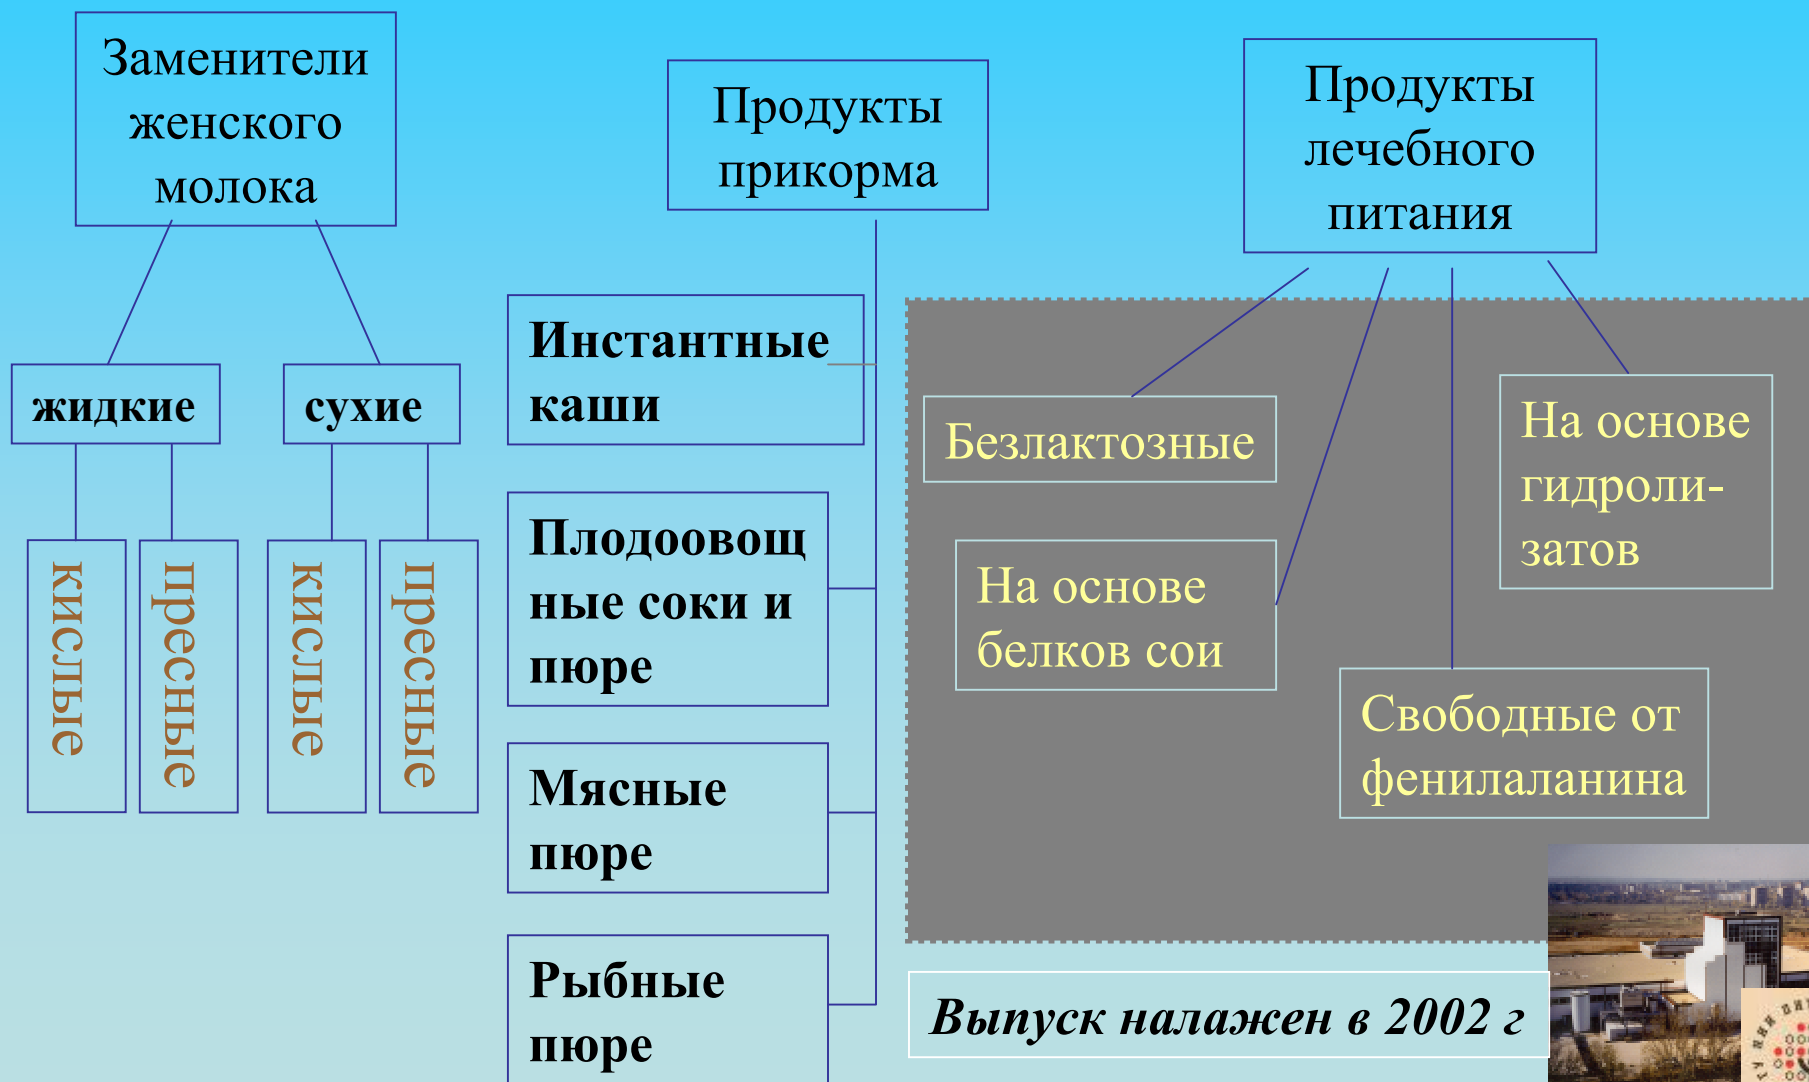 Заменители
женского
молока
жидкие
сухие
кислые
пресные
кислые
пресные
Продукты
прикорма
Инстантные
каши
Плодоовощ
ные соки и
пюре
Мясные
пюре
Рыбные
пюре
Продукты
лечебного
питания
Безлактозные
На основе
белков сои
Свободные от
фенилаланина
На основе
гидроли-
затов
Выпуск налажен в 2002 г
НИИ